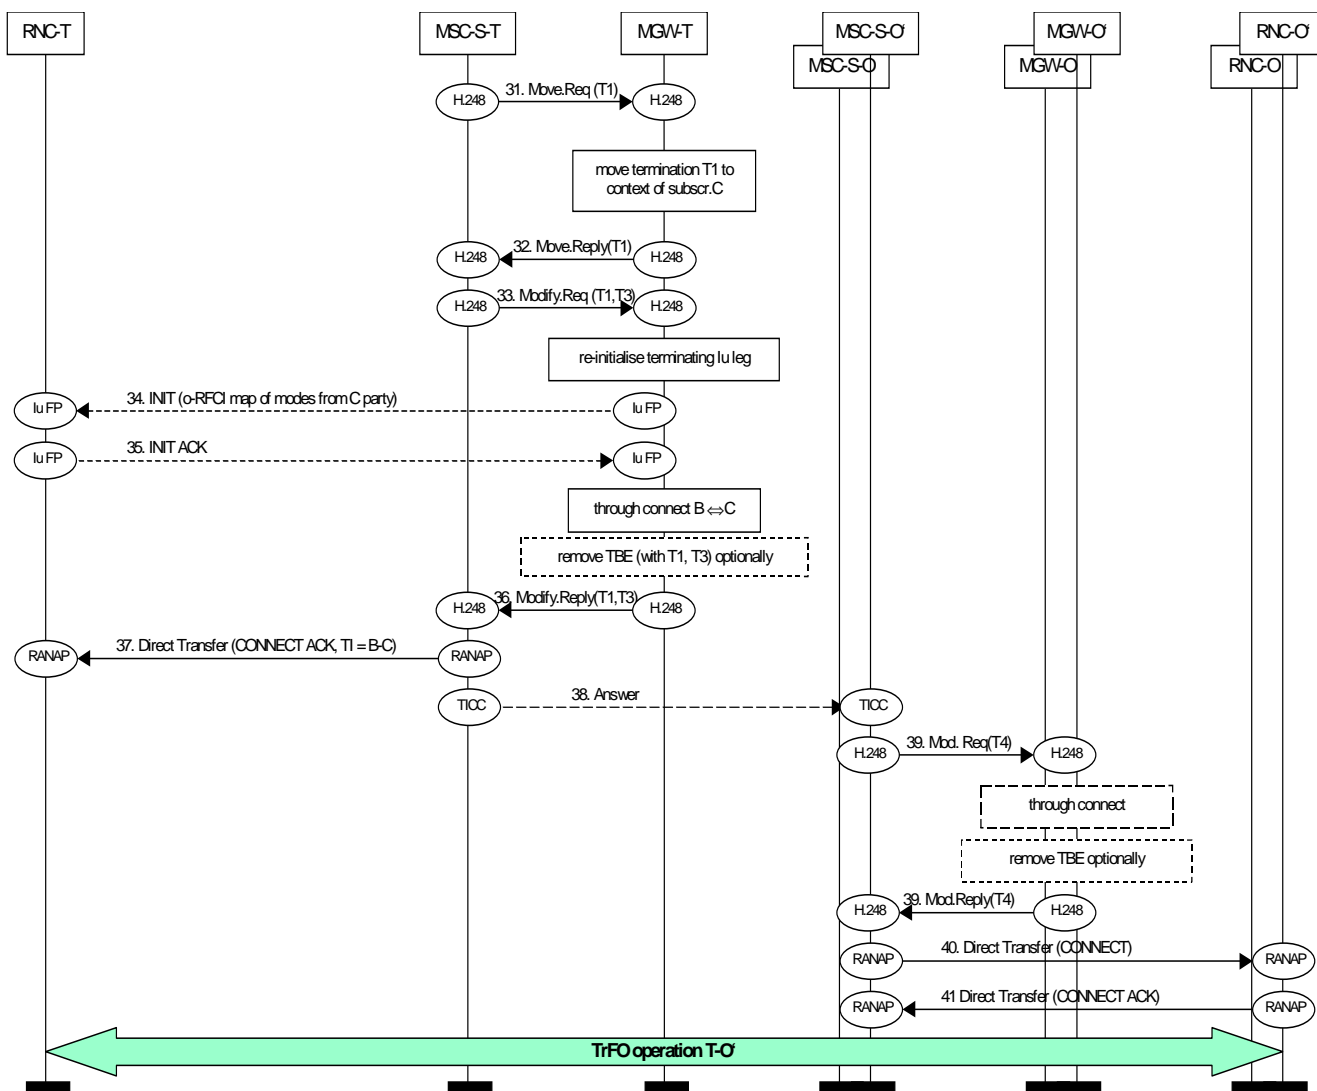 RNC-T
MSC-S-T
MGW-T
MSC-S-O'
MGW-O'
RNC-O'
MSC-S-O
MGW-O
RNC-O
H.248
31. Move.Req (T1)
H.248
move termination T1 to
context of subscr.C
H.248
32. Move.Reply(T1)
H.248
H.248
33. Modify.Req (T1,T3)
H.248
re-initialise terminating Iu leg
Iu FP
34. INIT (o-RFCI map of modes from C party)
Iu FP
Iu FP
35. INIT ACK
Iu FP
through connect B ⇔ C
remove TBE (with T1, T3) optionally
H.248
36. Modify.Reply(T1,T3)
H.248
RANAP
37. Direct Transfer (CONNECT ACK, TI = B-C)
RANAP
TICC
38. Answer
TICC
H.248
39. Mod. Req(T4)
H.248
through connect
remove TBE optionally
H.248
39. Mod.Reply(T4)
H.248
RANAP
40. Direct Transfer (CONNECT)
RANAP
RANAP
41 Direct Transfer (CONNECT ACK)
RANAP
TrFO operation T-O'